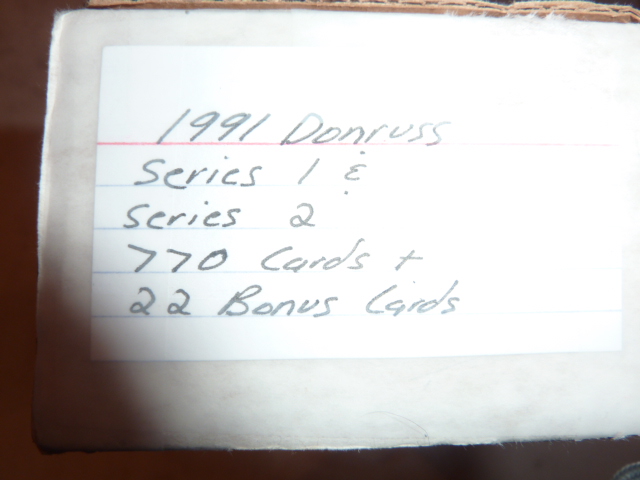 1991 Donruss
Series 1 &
Series 2
770 Cards +
22 Bonus Cards